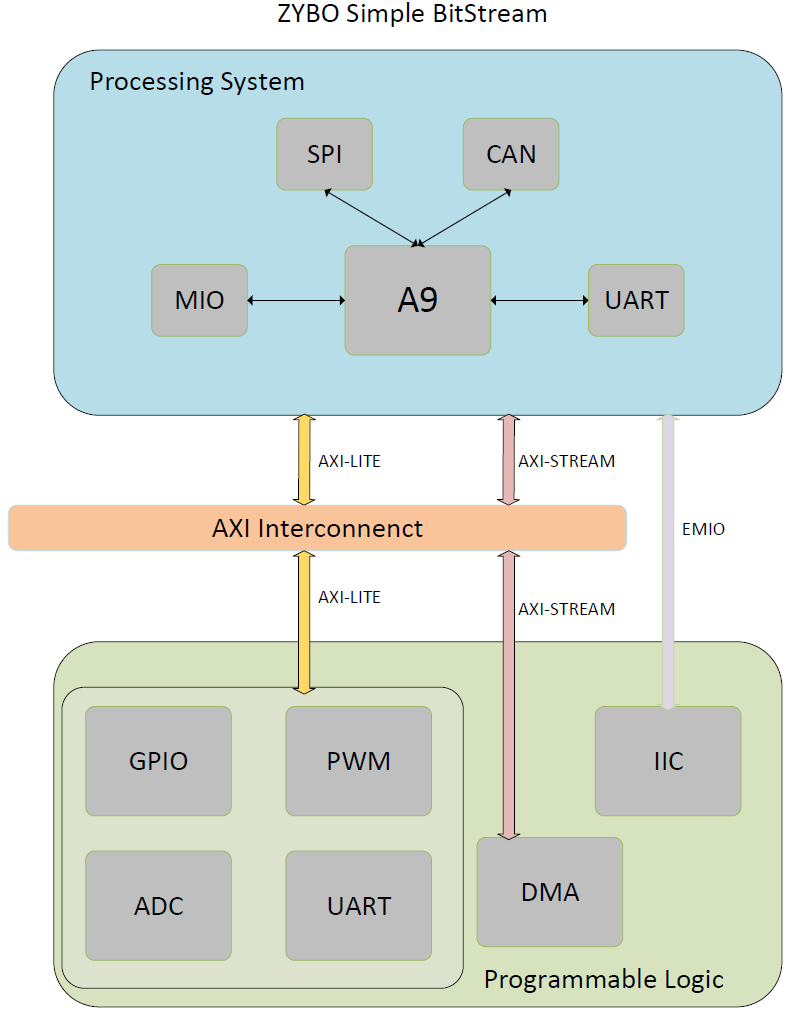 ZYBO Simple BitStream
Processing System
SPI
CAN
MIO
A9
UART
AXI-LITE
AXI-STREAM
AXI Interconnenct
EMIO
AXI-LITE
AXI-STREAM
GPIO
PWM
IIC
ADC
UART
DMA
Programmable Logic